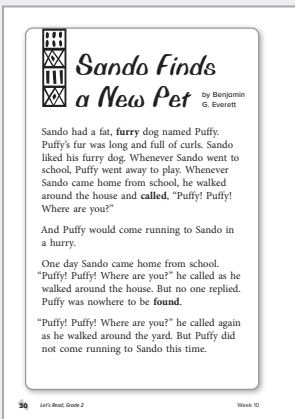 Sando Finds
a New Pet
by Benjamin
G. Everett
Sando had a fat, furry dog named Puffy.
Puffy's fur was long and full of curls. Sando
liked his furry dog. Whenever Sando went to
school, Puffy went away to play. Whenever
Sando came home from school, he walked
around the house and called, “Puffy! Puffy!
Where are you?”
And Puffy would come running to Sando in
a hurry.
One day Sando came home from school.
“Puffy! Puffy! Where are you?” he called as he
walked around the house. But no one replied.
Puffy was nowhere to be found.
“Puffy! Puffy! Where are you?” he called again
as he walked around the yard. But Puffy did
not come running to Sando this time.
30 Let's Read, Grade 2 Week 10